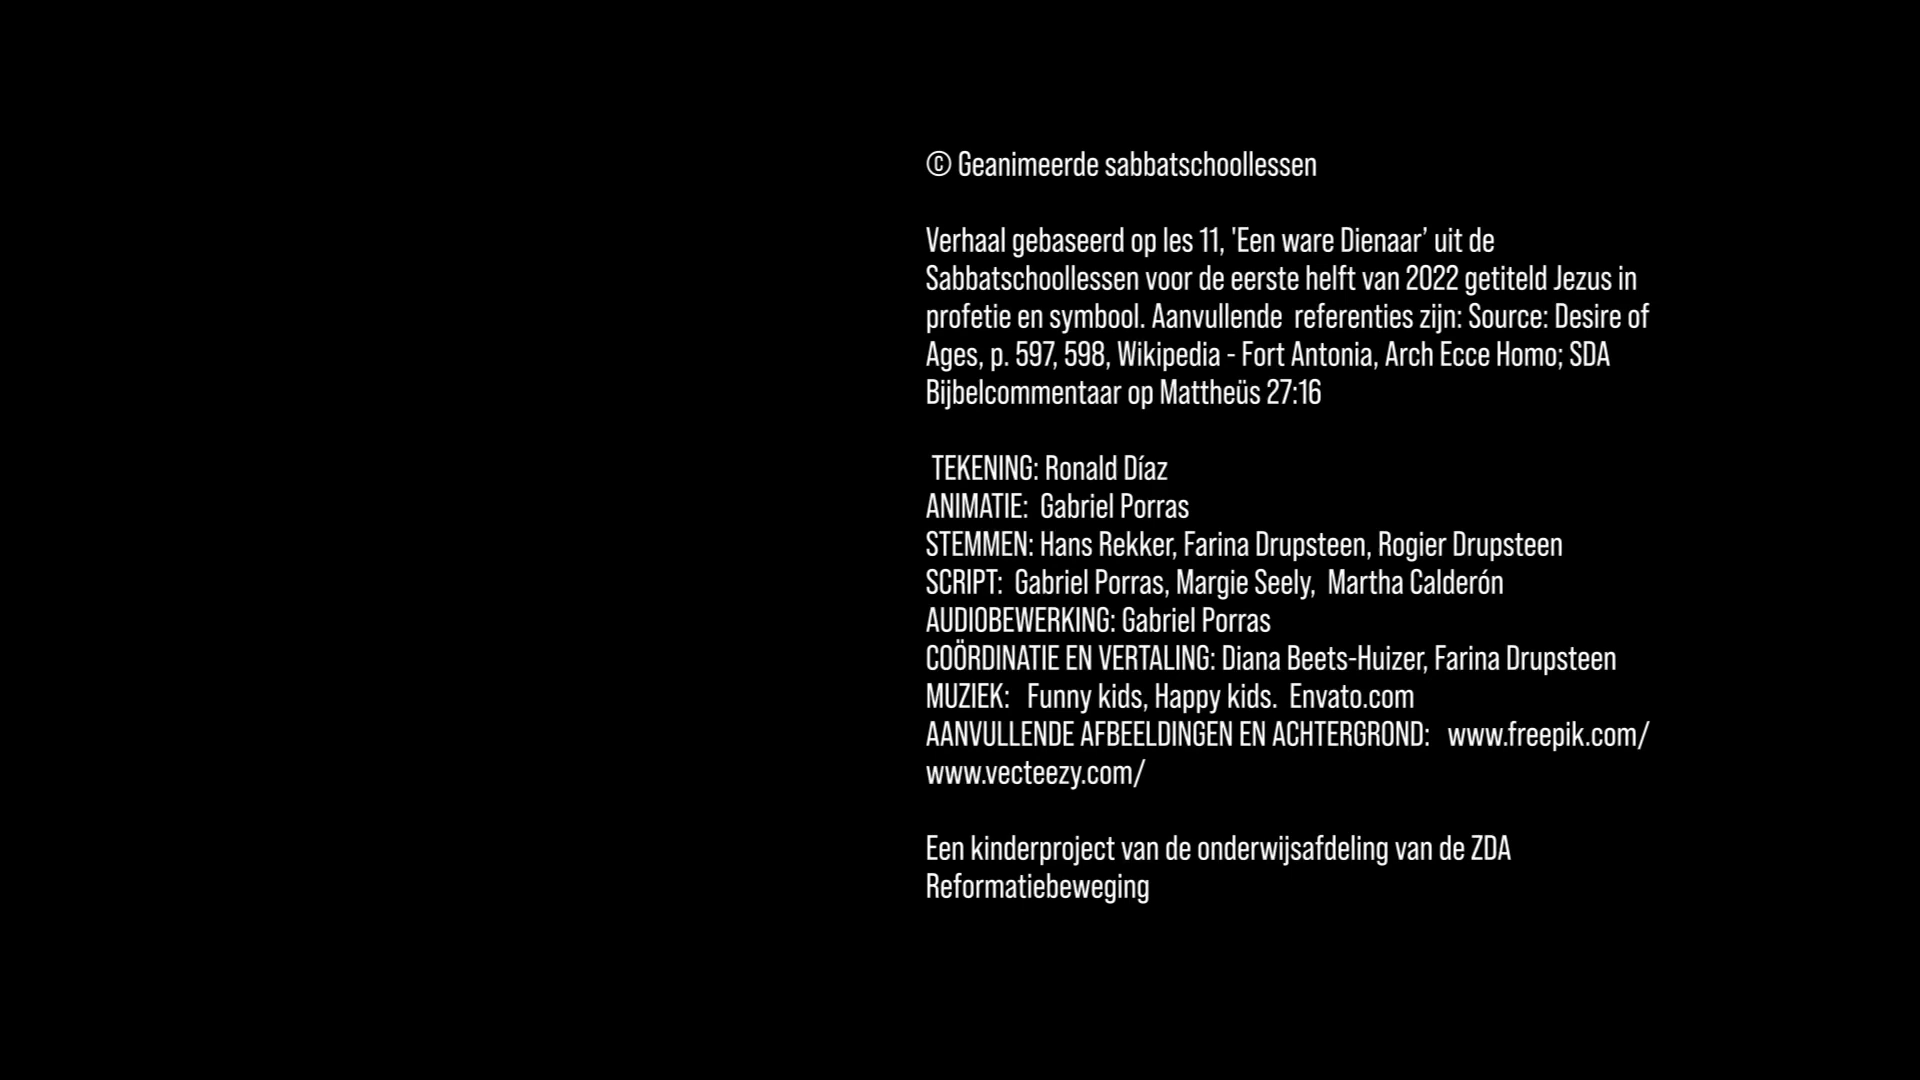 © Geanimeerde sabbatschoollessen
Verhaal gebaseerd op les 11, 'Een ware Dienaar’ uit de
Sabbatschoollessen voor de eerste helft van 2022 getiteld Jezus in
profetie en symbool. Aanvullende  referenties zijn: Source: Desire of
Ages, p. 597, 598, Wikipedia - Fort Antonia, Arch Ecce Homo; SDA
Bijbelcommentaar op Mattheüs 27:16
TEKENING: Ronald Díaz
ANIMATIE:  Gabriel Porras
STEMMEN: Hans Rekker, Farina Drupsteen, Rogier Drupsteen
SCRIPT:  Gabriel Porras, Margie Seely,  Martha Calderón
AUDIOBEWERKING: Gabriel Porras
COÖRDINATIE EN VERTALING: Diana Beets-Huizer, Farina Drupsteen
MUZIEK:   Funny kids, Happy kids.  Envato.com
AANVULLENDE AFBEELDINGEN EN ACHTERGROND:   www.freepik.com/
www.vecteezy.com/
Een kinderproject van de onderwijsafdeling van de ZDA
Reformatiebeweging